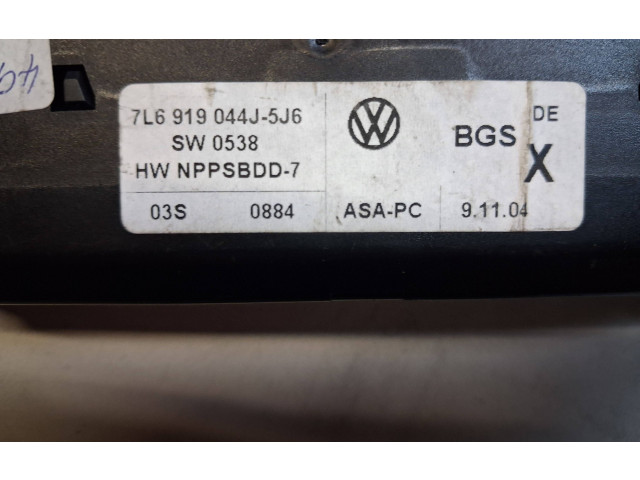 7L6 919 044J-5J6
SW 0538
HW NPPSBDD-7
03S 0884
ASA-PC
BGS
DE
X
9.11.04